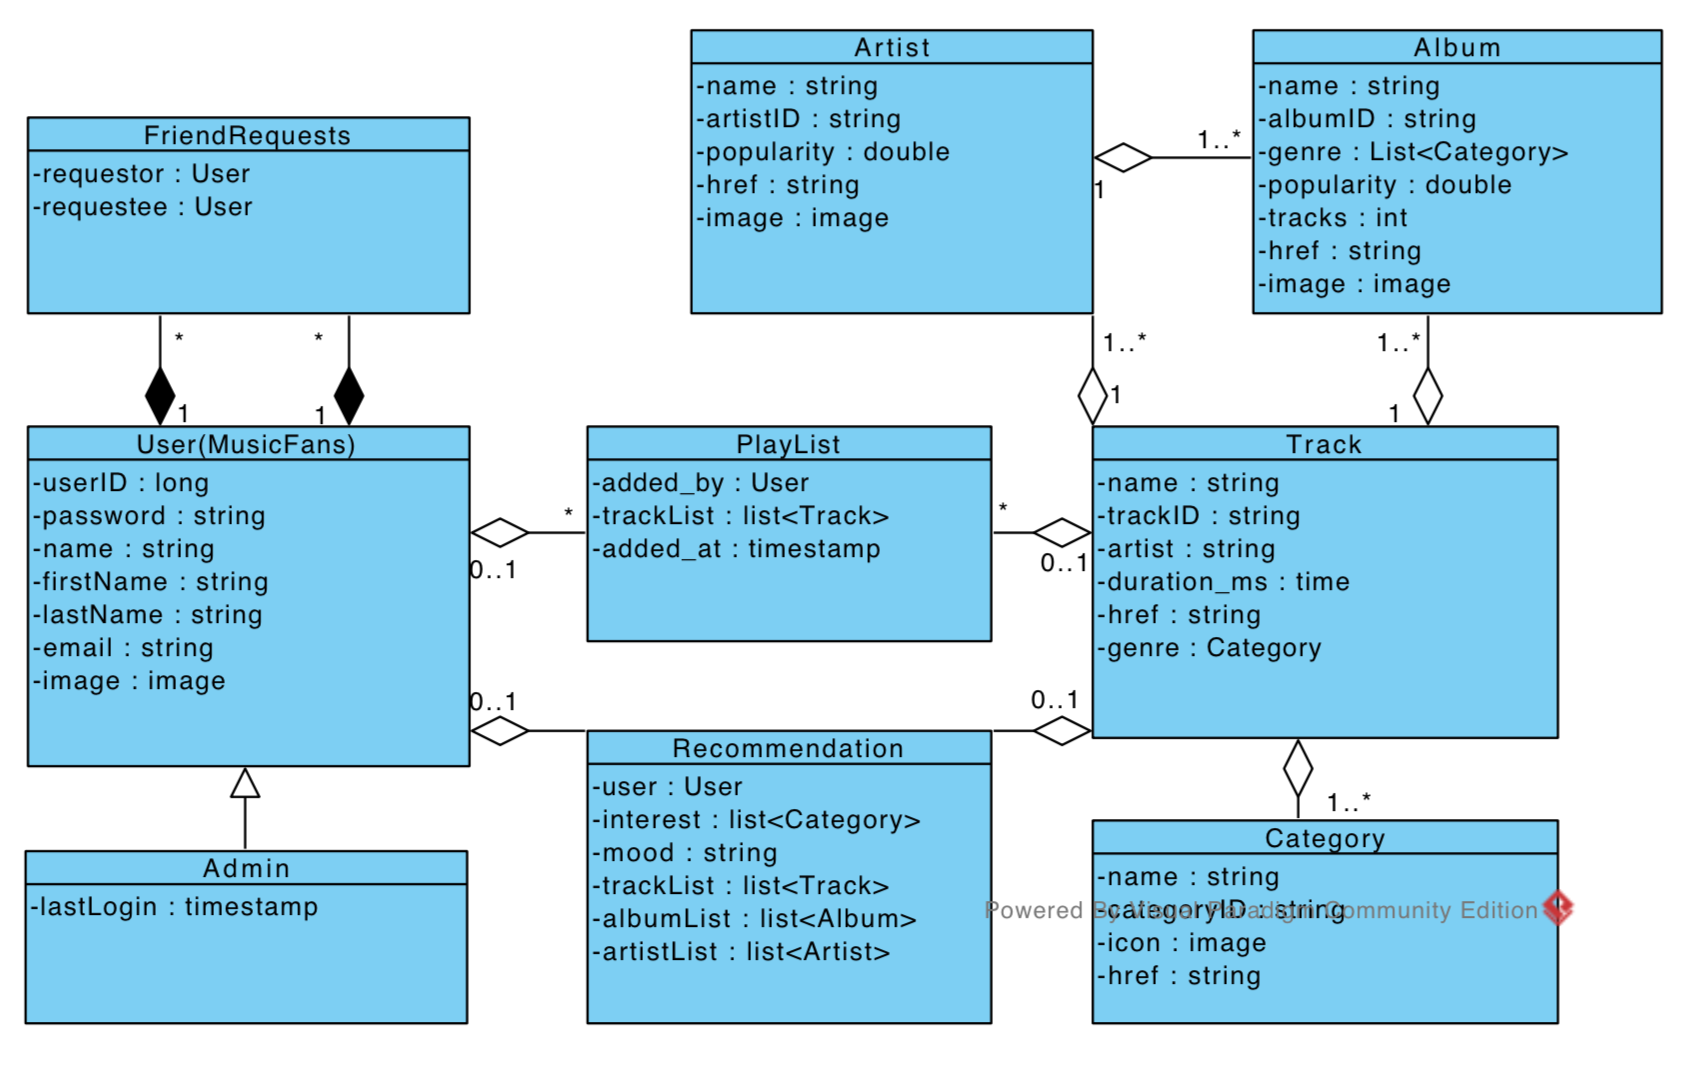 Artist
-name : string
-artistID : string
-popularity : double
-href : string
-image : image
1
1..*
Album
-name : string
-albumID : string
-genre : List<Category>
-popularity : double
-tracks : int
-href : string
-image : image
FriendRequests
-requestor : User
-requestee : User
*
*
1
1
1..*
1
1..*
1
User(MusicFans)
-userID : long
-password : string
-name : string
-firstName : string
-lastName : string
-email : string
-image : image
*
0..1
PlayList
-added_by : User
-trackList : list<Track>
-added_at : timestamp
*
0..1
Track
-name : string
-trackID : string
-artist : string
-duration_ms : time
-href : string
-genre : Category
0..1
0..1
Recommendation
-user : User
-interest : list<Category>
-mood : string
-trackList : list<Track>
-albumList : list<Album>
-artistList : list<Artist>
1..*
Admin
-lastLogin : timestamp
Category
-name : string
-categoryID : string
-icon : image
-href : string
Powered By Visual Paradigm Community Edition